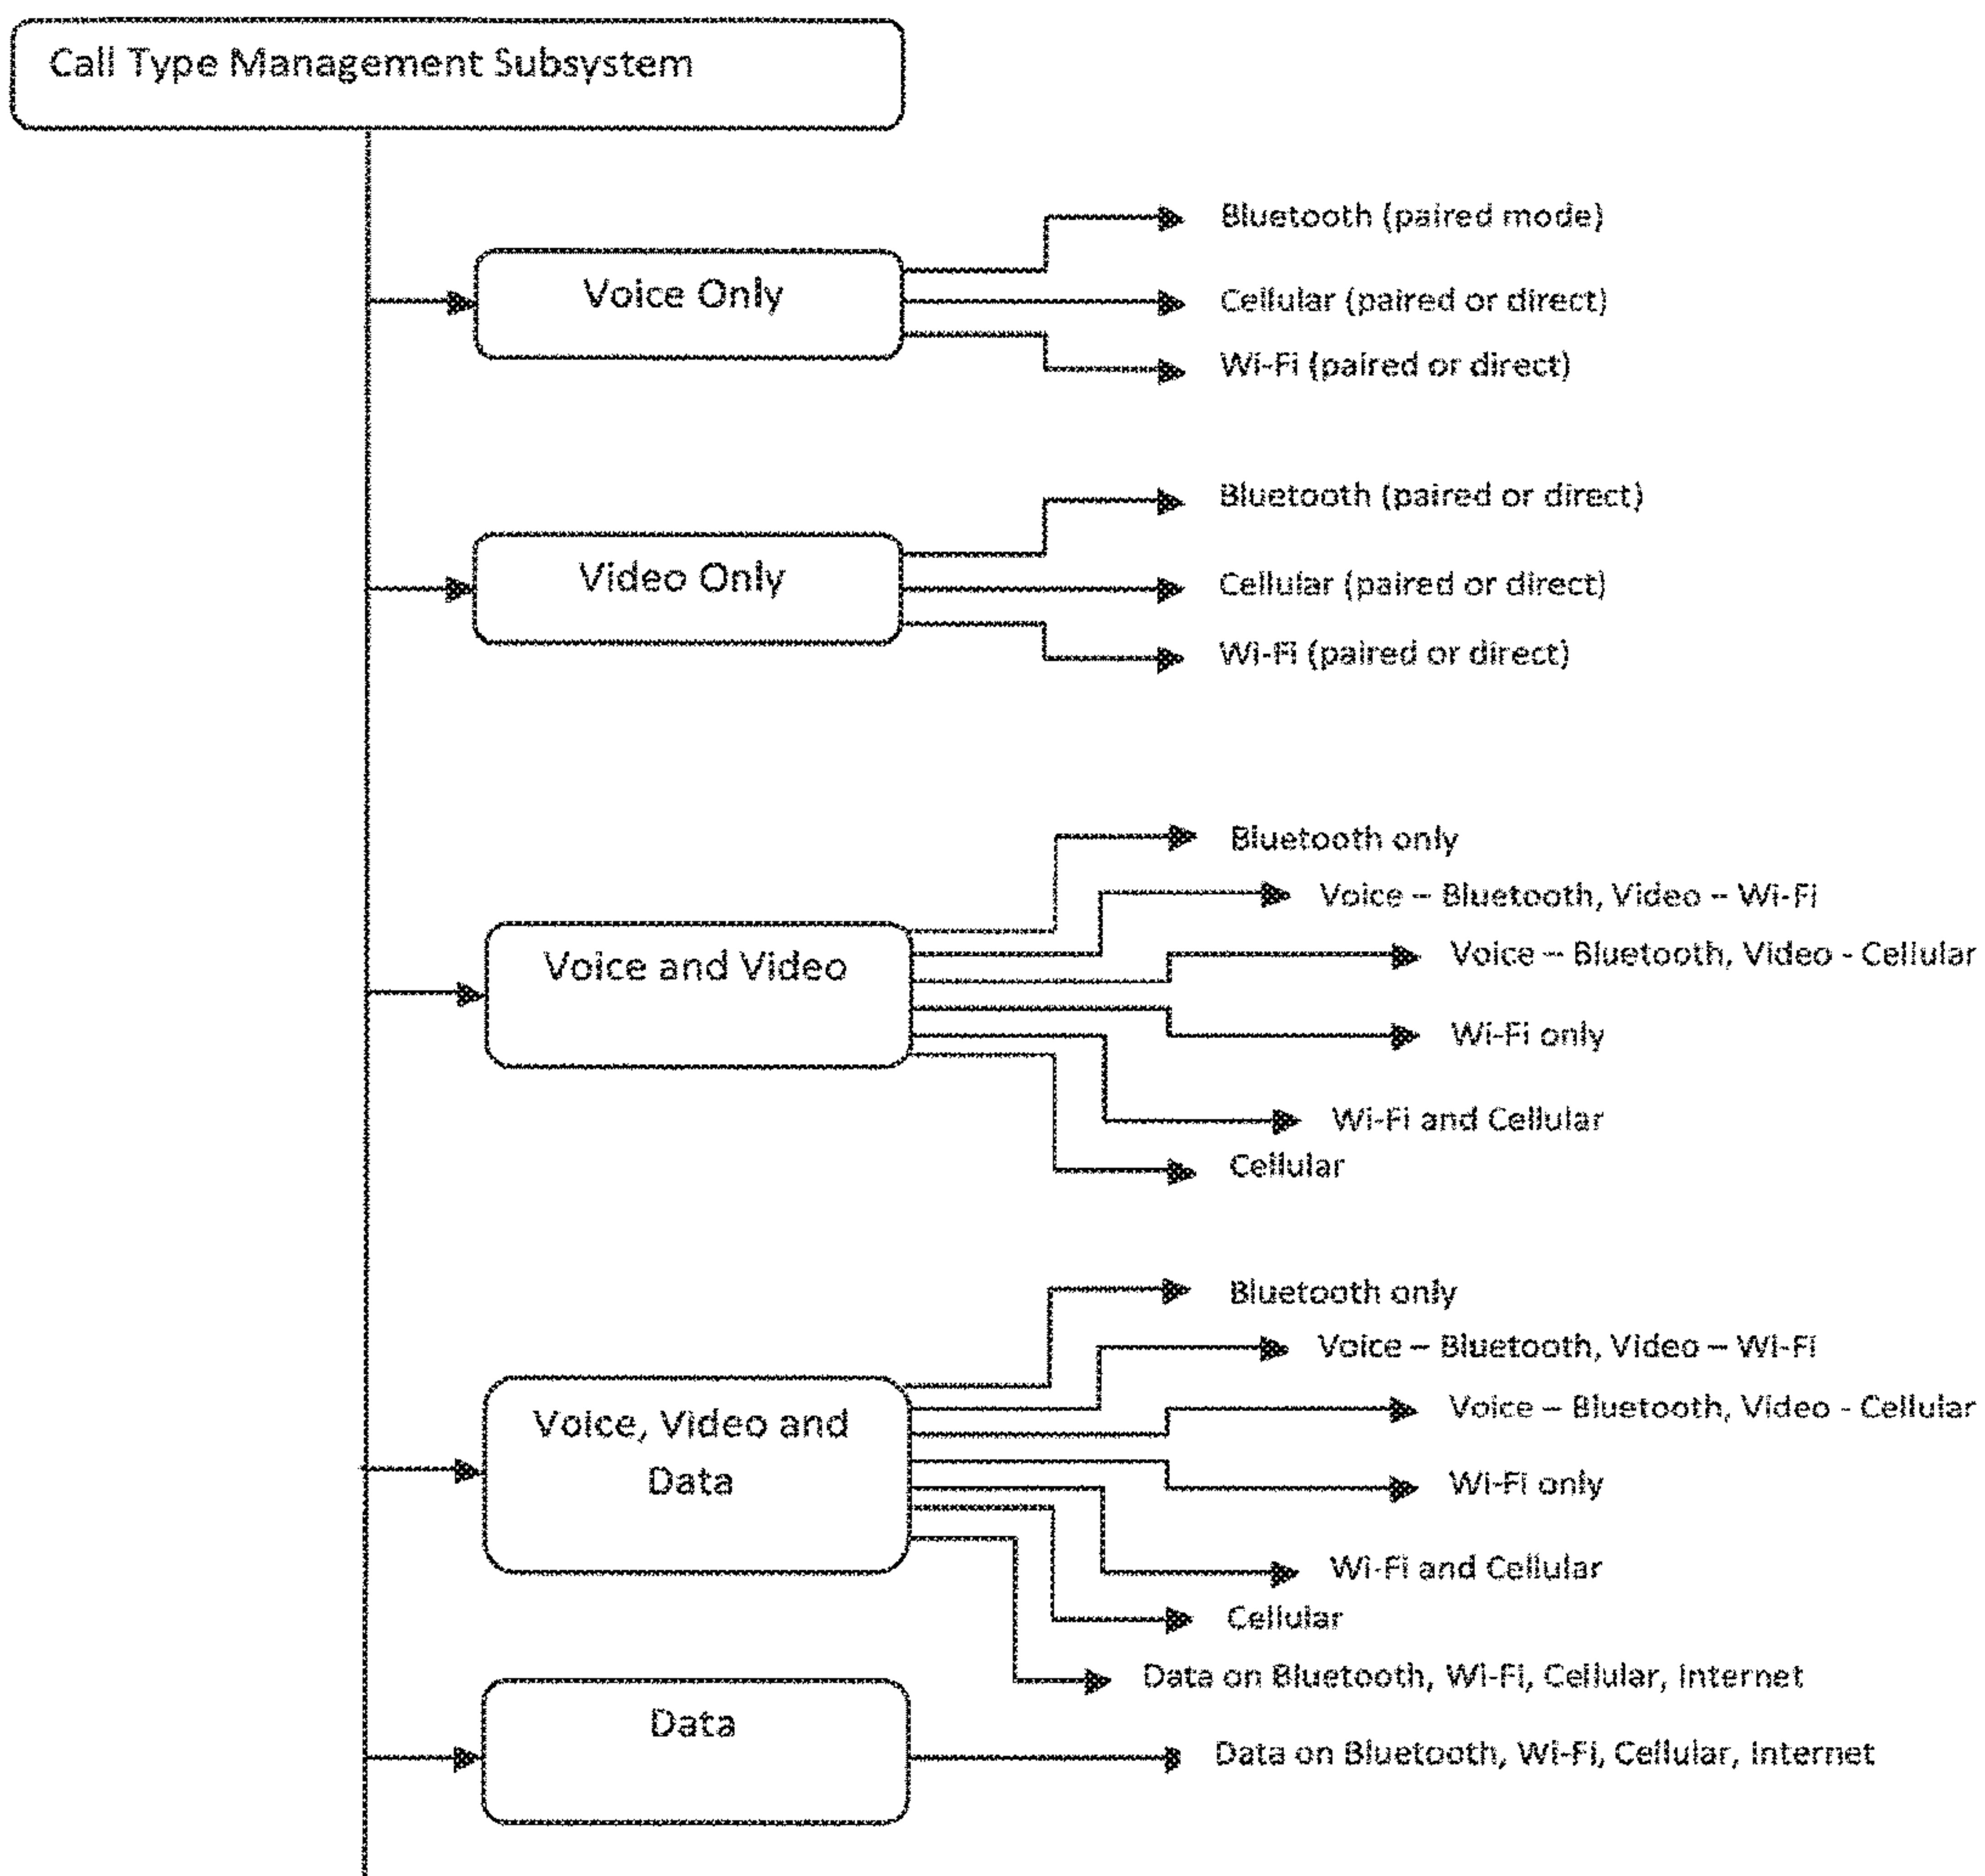 Call Type Management Subsystem
Bluetooth (paired mode)
Voice Only
Cellular (paired or direct)
Wi-Fi (paired or direct)
Bluetooth (paired or direct)
Video Only
Cellular (paired or direct)
Wi-Fi (paired or direct)
Bluetooth only
Voice – Bluetooth, Video – Wi-Fi
Voice and Video
Voice – Bluetooth, Video - Cellular
Wi-Fi only
Wi-Fi and Cellular
Cellular
Bluetooth only
Voice – Bluetooth, Video – Wi-Fi
Voice – Bluetooth, Video - Cellular
Voice, Video and
Data
Wi-Fi only
Wi-Fi and Cellular
Cellular
Data on Bluetooth, Wi-Fi, Cellular, Internet
Data
Data on Bluetooth, Wi-Fi, Cellular, Internet